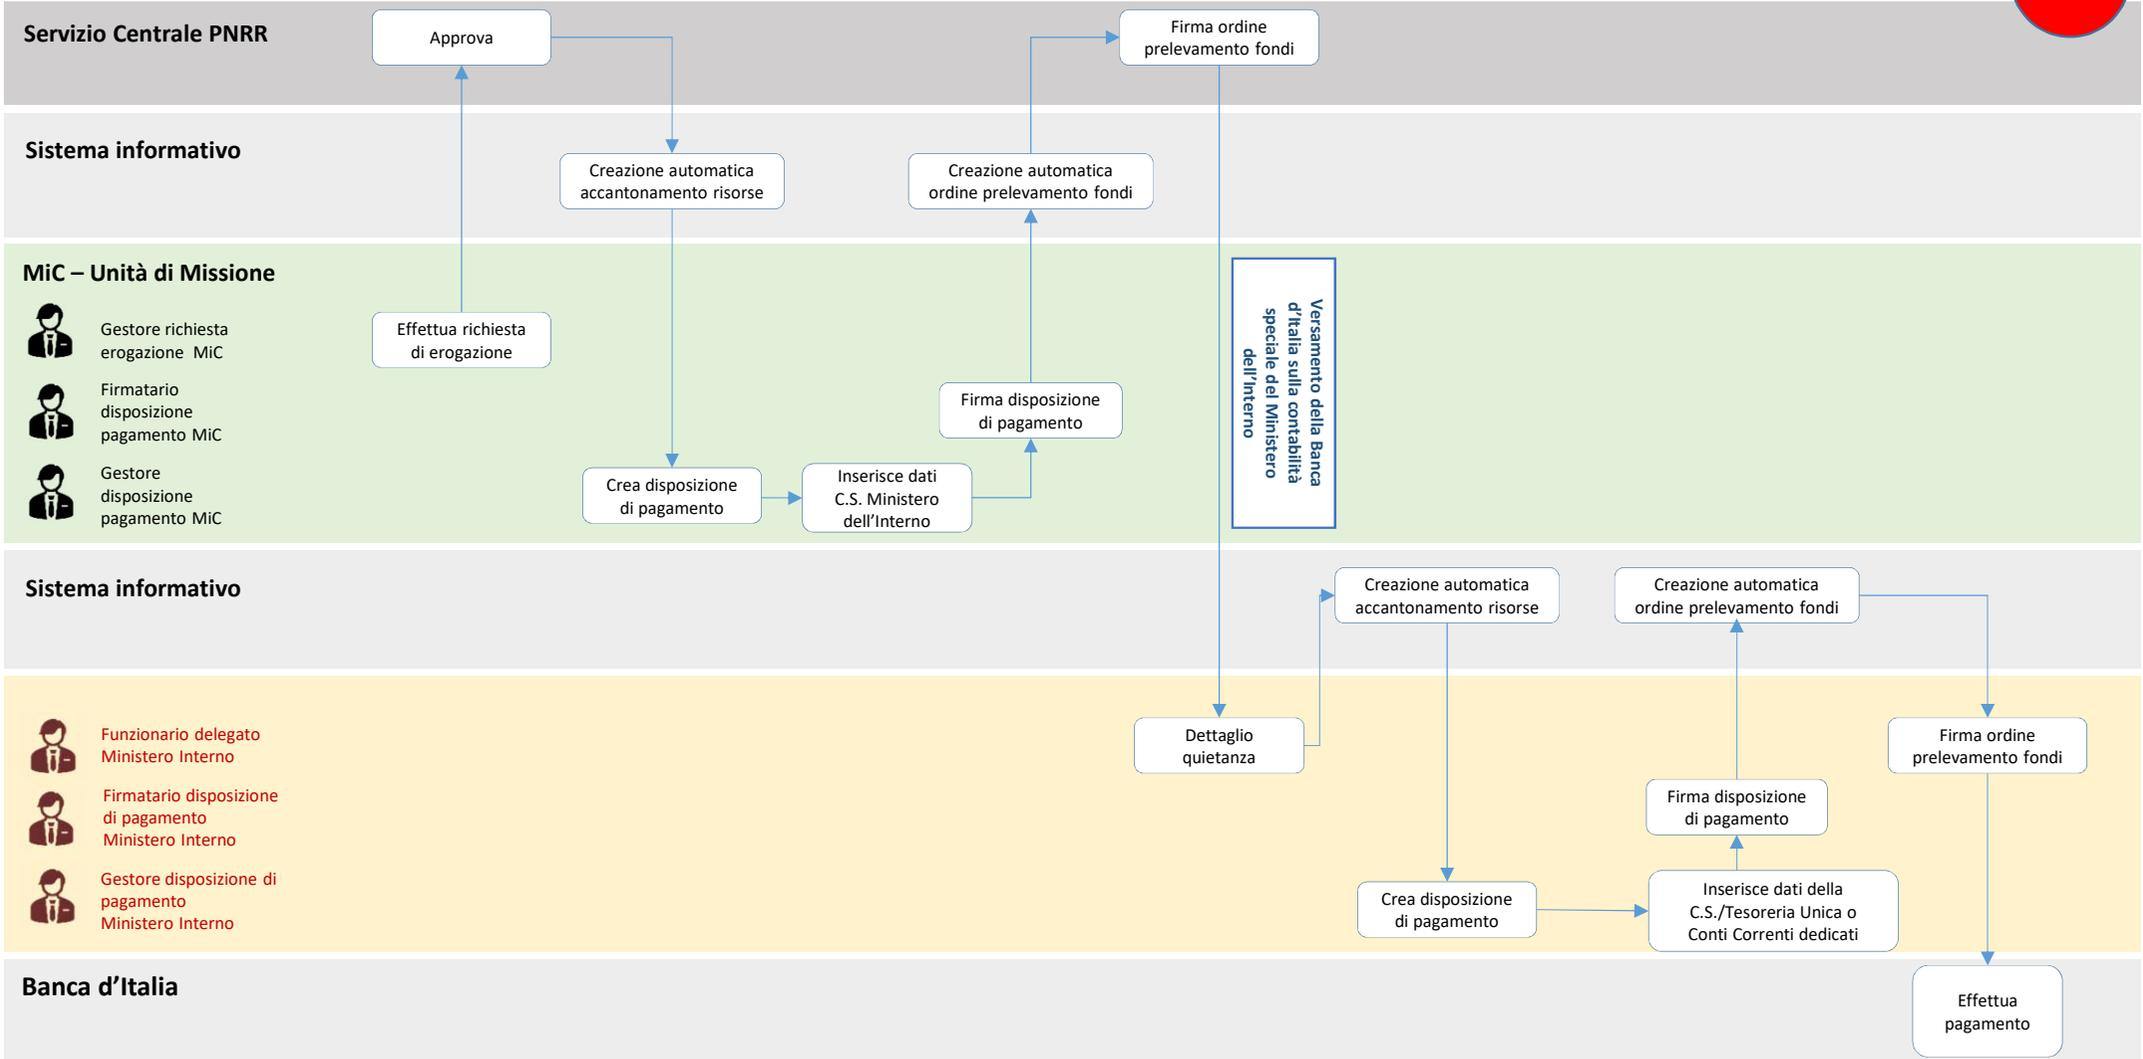 Servizio Centrale PNRR
Approva
Firma ordine
prelevamento fondi
Sistema informativo
Creazione automatica
accantonamento risorse
Creazione automatica
ordine prelevamento fondi
MiC – Unità di Missione
Gestore richiesta
erogazione MiC
Effettua richiesta
di erogazione
Firmatario
disposizione
pagamento MiC
Firma disposizione
di pagamento
Gestore
disposizione
pagamento MiC
Crea disposizione
di pagamento
Inserisce dati
C.S. Ministero
dell'Interno
Versamento della Banca
d'Italia sulla contabilità
speciale del Ministero
dell'Interno
Sistema informativo
Creazione automatica
accantonamento risorse
Creazione automatica
ordine prelevamento fondi
Funzionario delegato
Ministero Interno
Dettaglio
quietanza
Firma ordine
prelevamento fondi
Firmatario disposizione
di pagamento
Ministero Interno
Firma disposizione
di pagamento
Gestore disposizione di
pagamento
Ministero Interno
Crea disposizione
di pagamento
Inserisce dati della
C.S./Tesoreria Unica o
Conti Correnti dedicati
Banca d'Italia
Effettua
pagamento